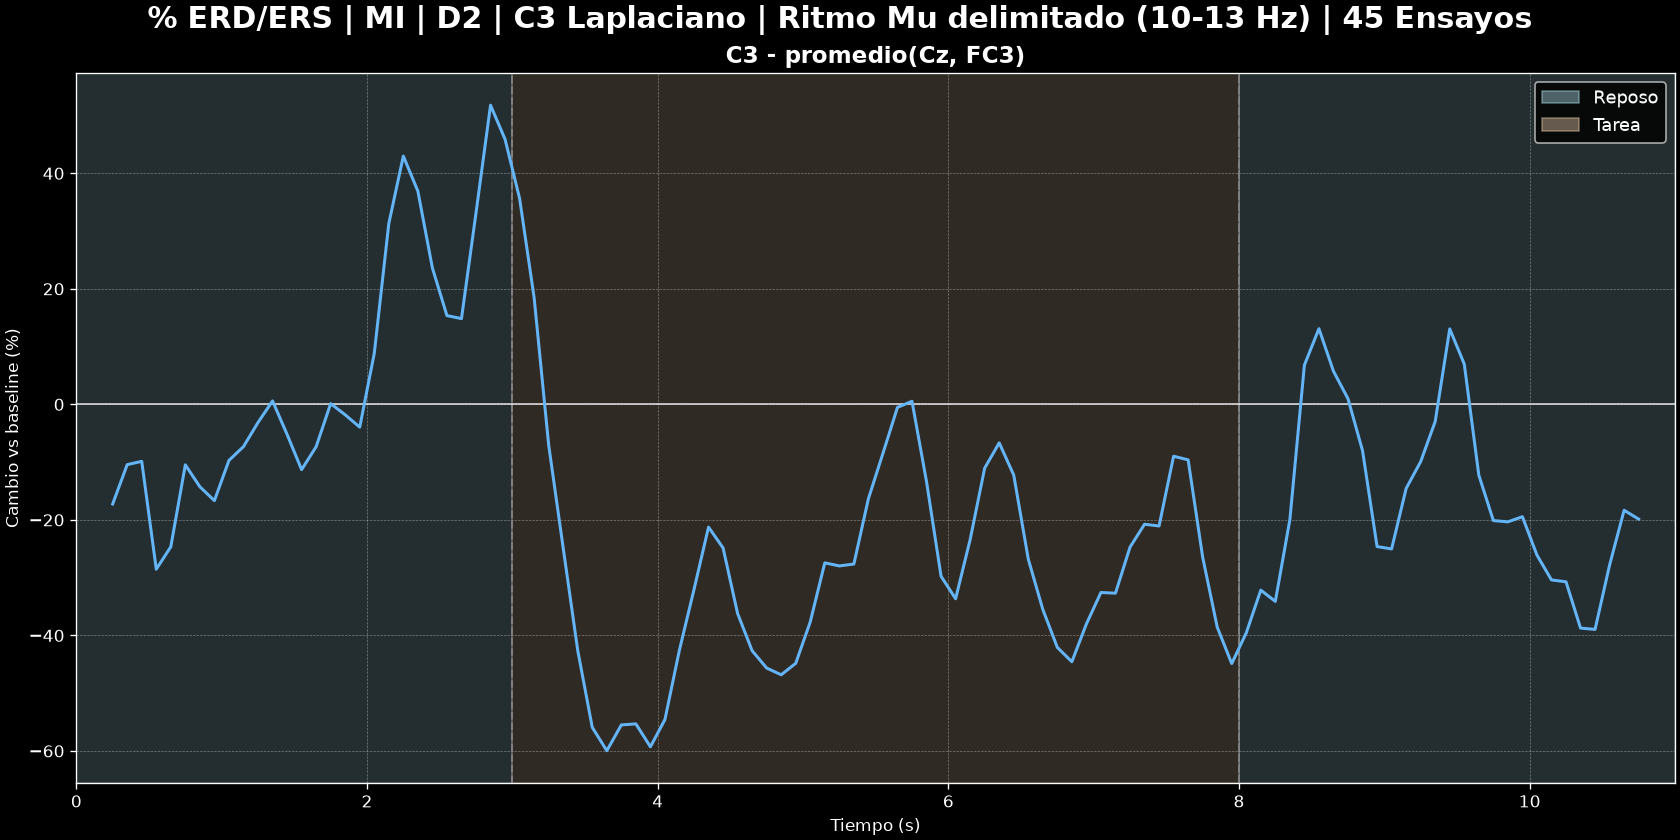 % ERD/ERS | MI | D2 | C3 Laplaciano | Ritmo Mu delimitado (10-13 Hz) | 45 Ensayos
C3 - promedio(Cz, FC3)
Reposo
Tarea
Cambio vs baseline (%)
40
20
0
−20
−40
−60
0
2
4
6
8
10
Tiempo (s)